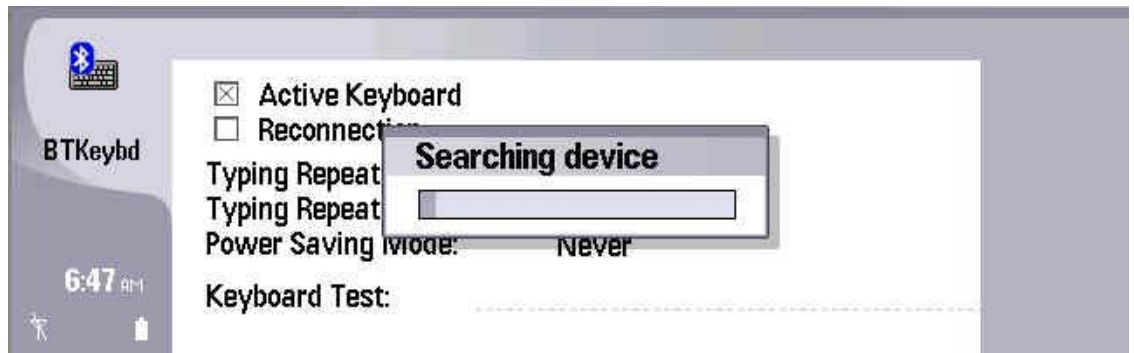 BTKeybd
6:47 AM
Active Keyboard
Reconnection
Searching device
Typing Repeat
Typing Repeat
Power Saving Mode: Never
Keyboard Test: